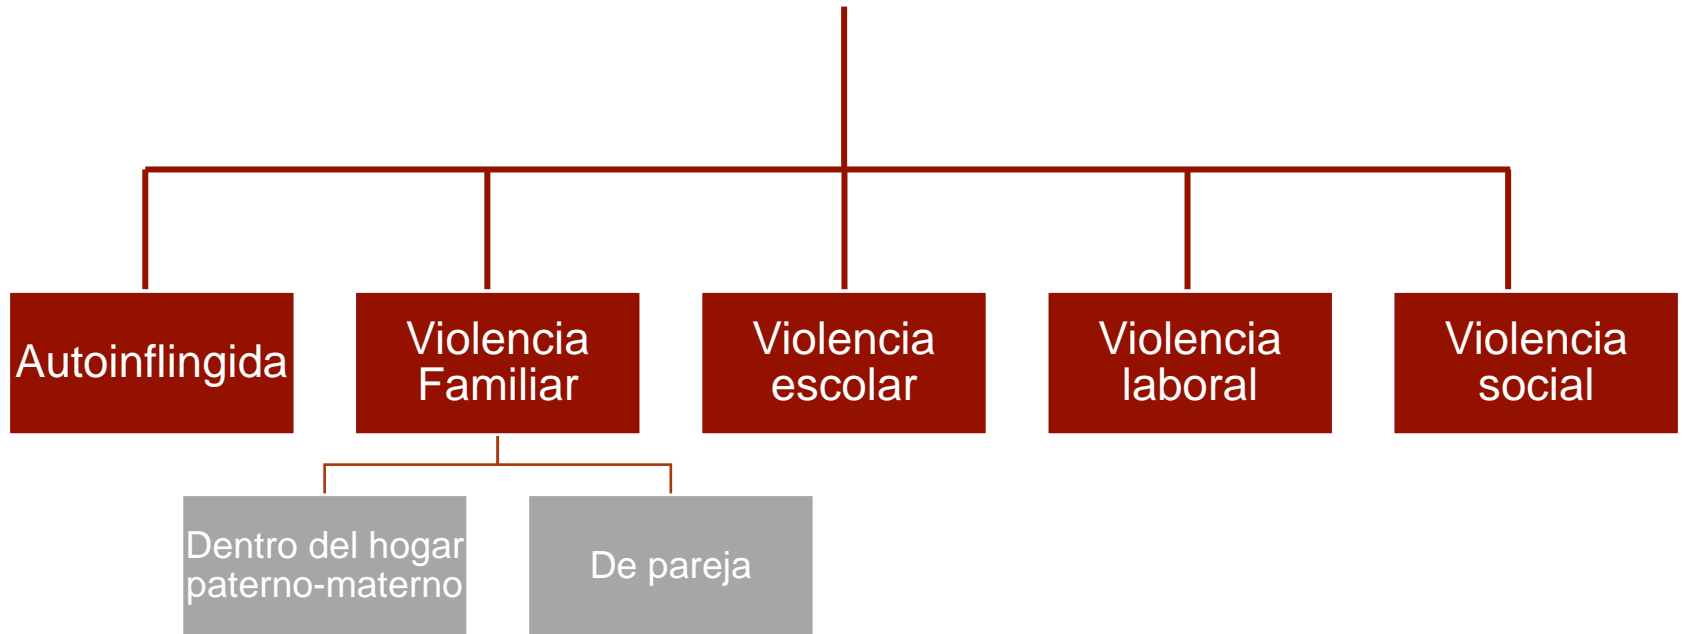 Autoinflingida
Violencia
Familiar
Violencia
escolar
Violencia
laboral
Violencia
social
Dentro del hogar
paterno-materno
De pareja